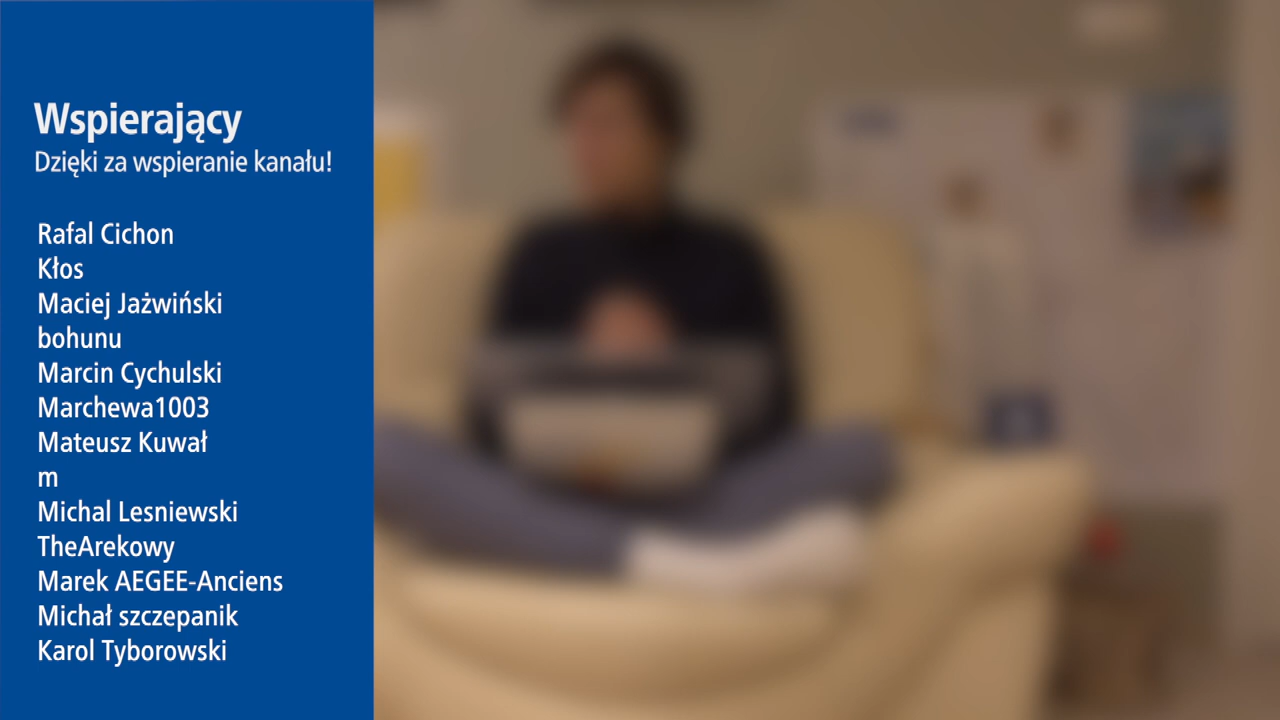 Wspierający
Dzięki za wspieranie kanału!
Rafal Cichon
Kłos
Maciej Jażwiński
bohunu
Marcin Cychulski
Marchewa1003
Mateusz Kuwał
m
Michal Lesniewski
TheArekowy
Marek AEGEE-Anciens
Michał szczepanik
Karol Tyborowski